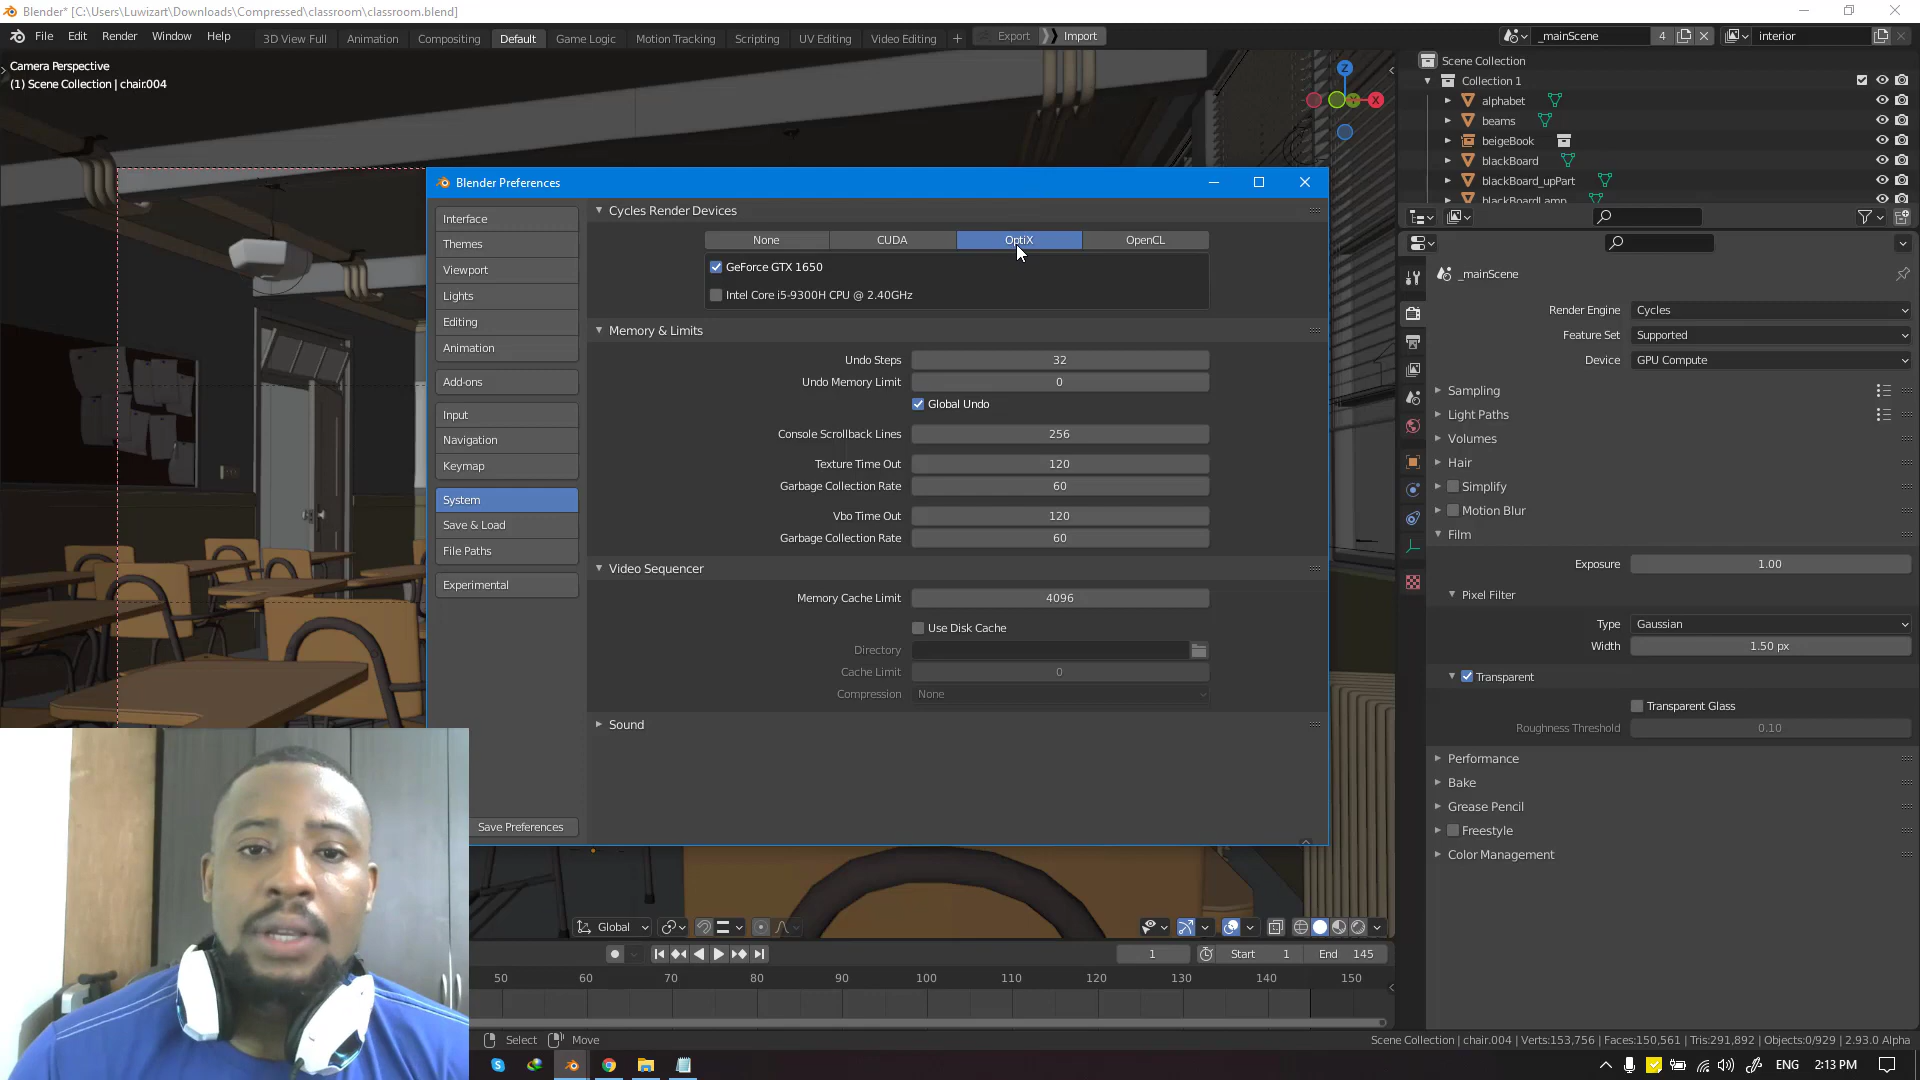 Blender* [C:\Users\Luwizart\Downloads\Compressed\classroom\classroom.blend]
File Edit Render Window Help 3D View Full Animation Compositing Default Game Logic Motion Tracking Scripting UV Editing Video Editing + Export Import _mainScene 4 interior
Camera Perspective
(1) Scene Collection | chair.004
Z
X
Y
Scene Collection
Collection 1
alphabet
beams
beigeBook
blackBoard
blackBoard_upPart
blackBoardLamp
Blender Preferences
Interface
Themes
Viewport
Lights
Editing
Animation
Add-ons
Input
Navigation
Keymap
System
Save & Load
File Paths
Experimental
Save Preferences
Cycles Render Devices
None CUDA OptiX OpenCL
GeForce GTX 1650
Intel Core i5-9300H CPU @ 2.40GHz
Memory & Limits
Undo Steps 32
Undo Memory Limit 0
Global Undo
Console Scrollback Lines 256
Texture Time Out 120
Garbage Collection Rate 60
Vbo Time Out 120
Garbage Collection Rate 60
Video Sequencer
Memory Cache Limit 4096
Use Disk Cache
Directory
Cache Limit 0
Compression None
Sound
_mainScene
Render Engine Cycles
Feature Set Supported
Device GPU Compute
Sampling
Light Paths
Volumes
Hair
Simplify
Motion Blur
Film
Exposure 1.00
Pixel Filter
Type Gaussian
Width 1.50 px
Transparent
Transparent Glass
Roughness Threshold 0.10
Performance
Bake
Grease Pencil
Freestyle
Color Management
Global
1 Start 1 End 145
50 60 70 80 90 100 110 120 130 140 150
Select Move
Scene Collection | chair.004 | Verts:153,756 | Faces:150,561 | Tris:291,892 | Objects:0/929 | 2.93.0 Alpha
ENG 2:13 PM